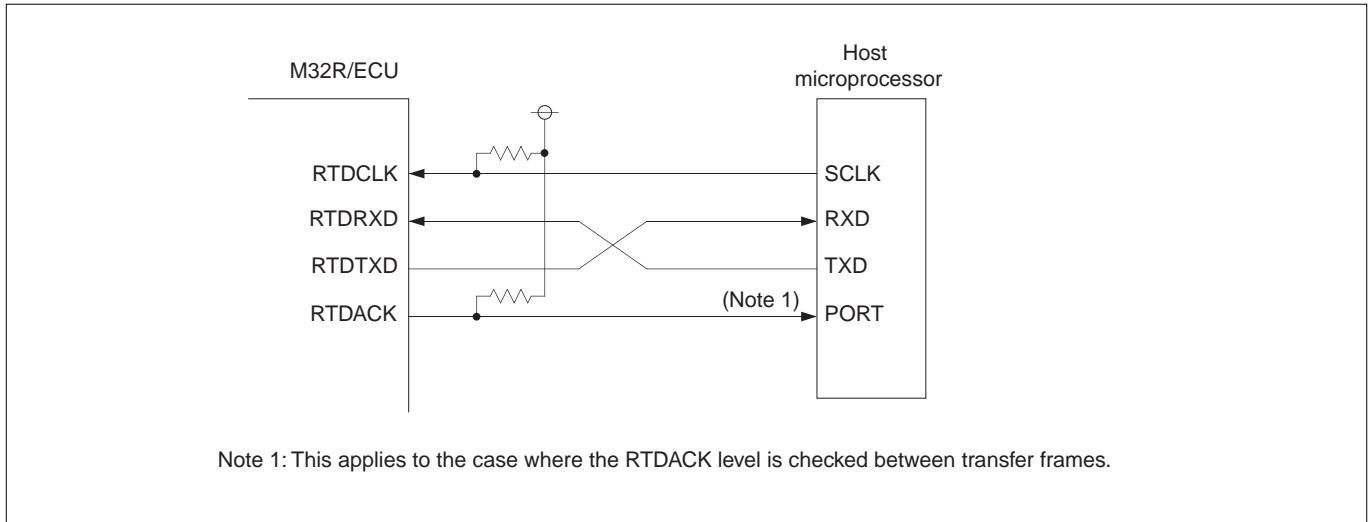 Host
microprocessor
M32R/ECU
RTDCLK
SCLK
RTDRXD
RXD
RTDTXD
TXD
RTDACK
(Note 1)
PORT
Note 1: This applies to the case where the RTDACK level is checked between transfer frames.